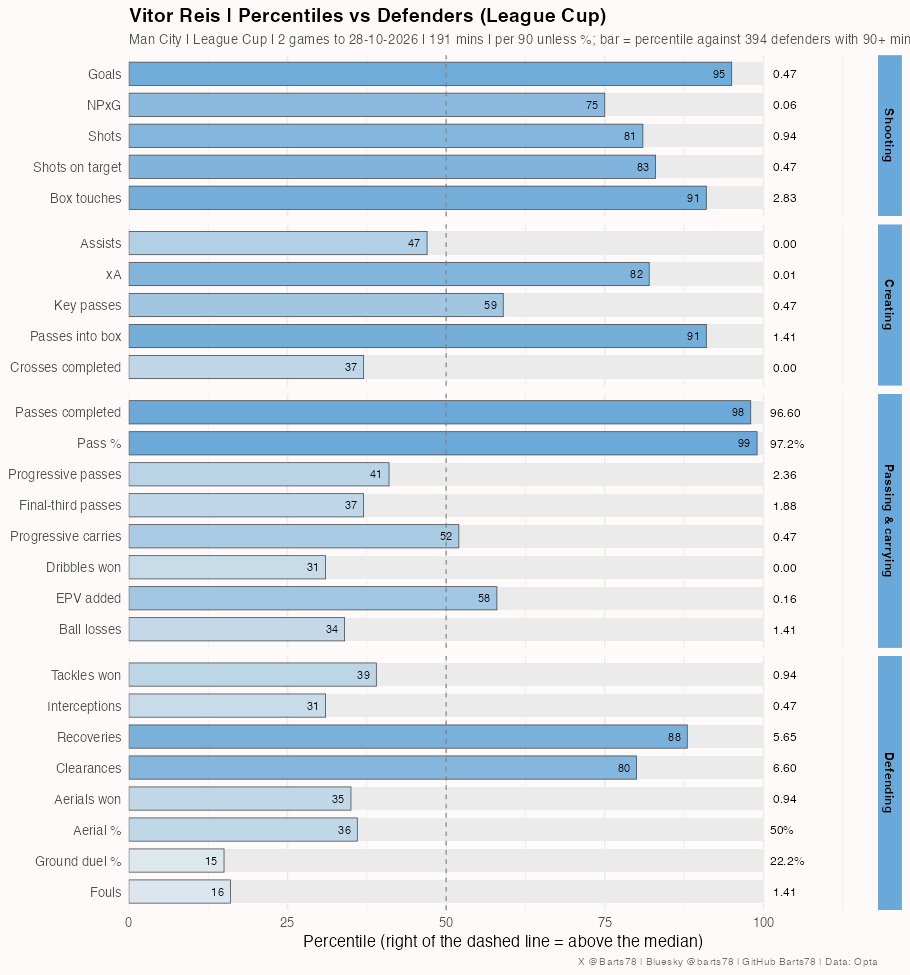 Vitor Reis | Percentiles vs Defenders (League Cup)
Man City | League Cup | 2 games to 28-10-2026 | 191 mins | per 90 unless %; bar = percentile against 394 defenders with 90+ min
Goals 95 0.47
NPxG 75 0.06
Shots 81 0.94
Shots on target 83 0.47
Box touches 91 2.83
Shooting
Assists 47 0.00
xA 82 0.01
Key passes 59 0.47
Passes into box 91 1.41
Crosses completed 37 0.00
Creating
Passes completed 98 96.60
Pass % 99 97.2%
Progressive passes 41 2.36
Final-third passes 37 1.88
Progressive carries 52 0.47
Dribbles won 31 0.00
EPV added 58 0.16
Ball losses 34 1.41
Passing & carrying
Tackles won 39 0.94
Interceptions 31 0.47
Recoveries 88 5.65
Clearances 80 6.60
Aerials won 35 0.94
Aerial % 36 50%
Ground duel % 15 22.2%
Fouls 16 1.41
Defending
0 25 50 75 100
Percentile (right of the dashed line = above the median)
X @Barts78 | Bluesky @barts78 | GitHub Barts78 | Data: Opta